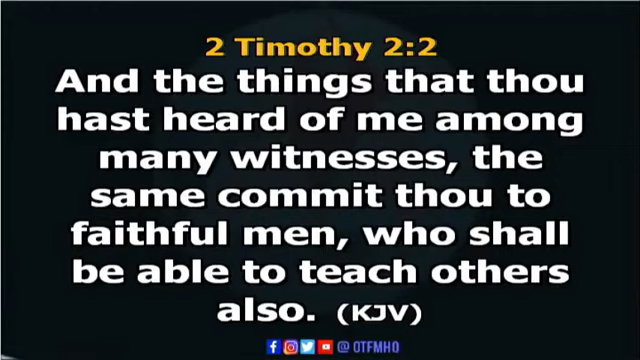 2 Timothy 2:2
And the things that thou
hast heard of me among
many witnesses, the
same commit thou to
faithful men, who shall
be able to teach others
also. (KJV)
@ OTFMHQ